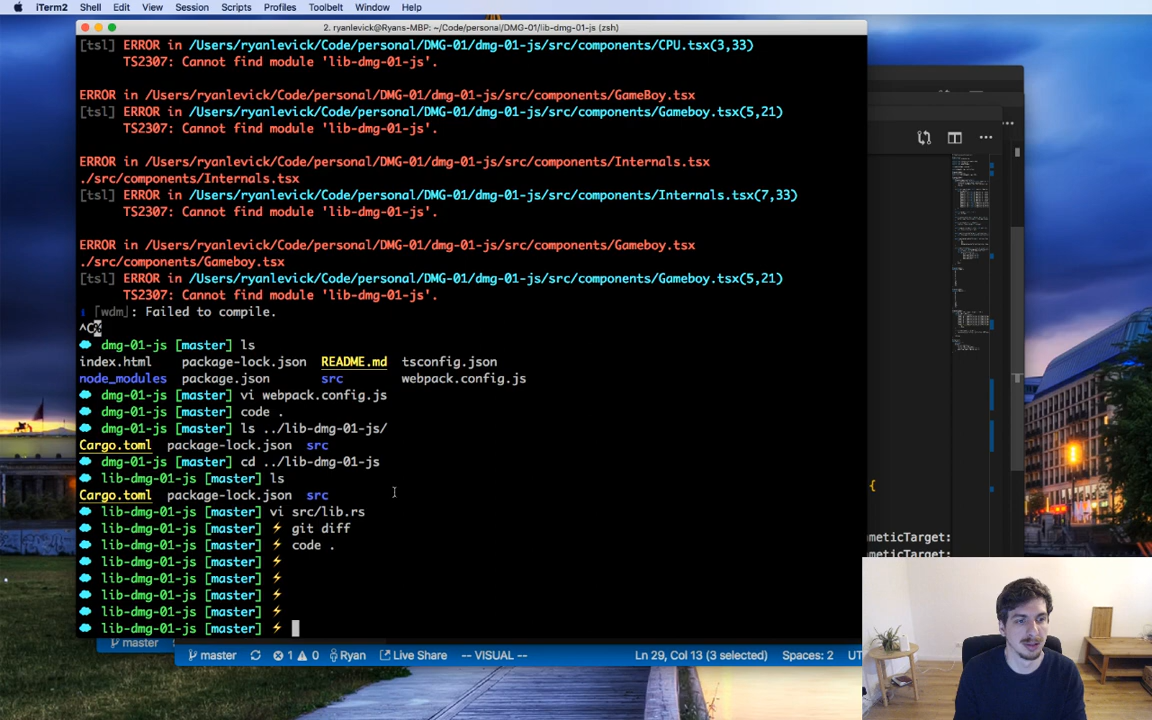 iTerm2 Shell Edit View Session Scripts Profiles Toolbelt Window Help
2. ryanlevick@Ryans-MBP: ~/Code/personal/DMG-01/lib-dmg-01-js (zsh)
[tsl] ERROR in /Users/ryanlevick/Code/personal/DMG-01/dmg-01-js/src/components/CPU.tsx(3,33)
TS2307: Cannot find module 'lib-dmg-01-js'.
ERROR in /Users/ryanlevick/Code/personal/DMG-01/dmg-01-js/src/components/GameBoy.tsx
[tsl] ERROR in /Users/ryanlevick/Code/personal/DMG-01/dmg-01-js/src/components/Gameboy.tsx(5,21)
TS2307: Cannot find module 'lib-dmg-01-js'.
ERROR in /Users/ryanlevick/Code/personal/DMG-01/dmg-01-js/src/components/Internals.tsx
./src/components/Internals.tsx
[tsl] ERROR in /Users/ryanlevick/Code/personal/DMG-01/dmg-01-js/src/components/Internals.tsx(7,33)
TS2307: Cannot find module 'lib-dmg-01-js'.
ERROR in /Users/ryanlevick/Code/personal/DMG-01/dmg-01-js/src/components/Gameboy.tsx
./src/components/Gameboy.tsx
[tsl] ERROR in /Users/ryanlevick/Code/personal/DMG-01/dmg-01-js/src/components/Gameboy.tsx(5,21)
TS2307: Cannot find module 'lib-dmg-01-js'.
「wdm」: Failed to compile.
^C%
dmg-01-js [master] ls
index.html package-lock.json README.md tsconfig.json
node_modules package.json src webpack.config.js
dmg-01-js [master] vi webpack.config.js
dmg-01-js [master] code .
dmg-01-js [master] ls ../lib-dmg-01-js/
Cargo.toml package-lock.json src
dmg-01-js [master] cd ../lib-dmg-01-js
lib-dmg-01-js [master] ls
Cargo.toml package-lock.json src
lib-dmg-01-js [master] vi src/lib.rs
lib-dmg-01-js [master] ⚡ git diff
lib-dmg-01-js [master] ⚡ code .
lib-dmg-01-js [master] ⚡
lib-dmg-01-js [master] ⚡
lib-dmg-01-js [master] ⚡
lib-dmg-01-js [master] ⚡
lib-dmg-01-js [master] ⚡
{
meticTarget:
meticTarget:
master
master 1 0 Ryan Live Share -- VISUAL -- Ln 29, Col 13 (3 selected) Spaces: 2 UT